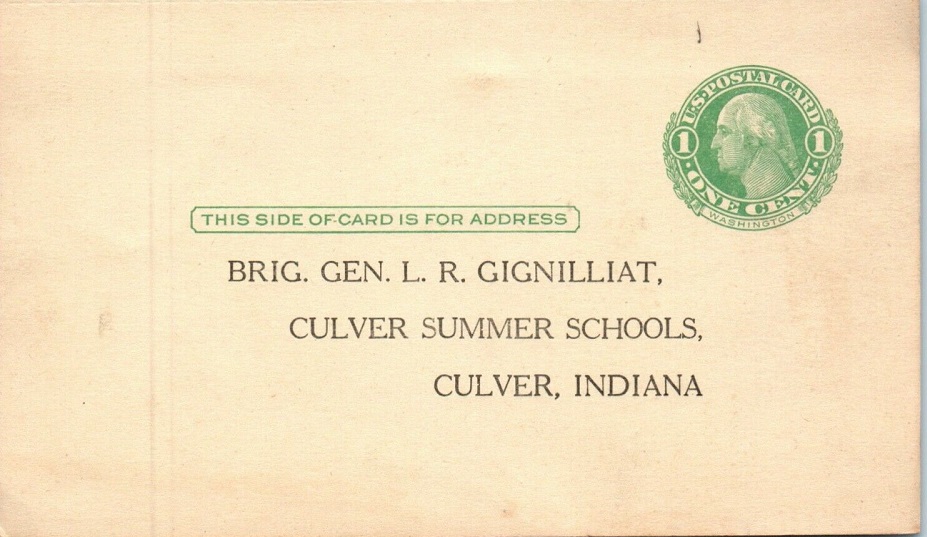 U.S. POSTAL CARD
1 1
· ONE CENT ·
WASHINGTON
THIS SIDE OF CARD IS FOR ADDRESS
BRIG. GEN. L. R. GIGNILLIAT,
CULVER SUMMER SCHOOLS,
CULVER, INDIANA